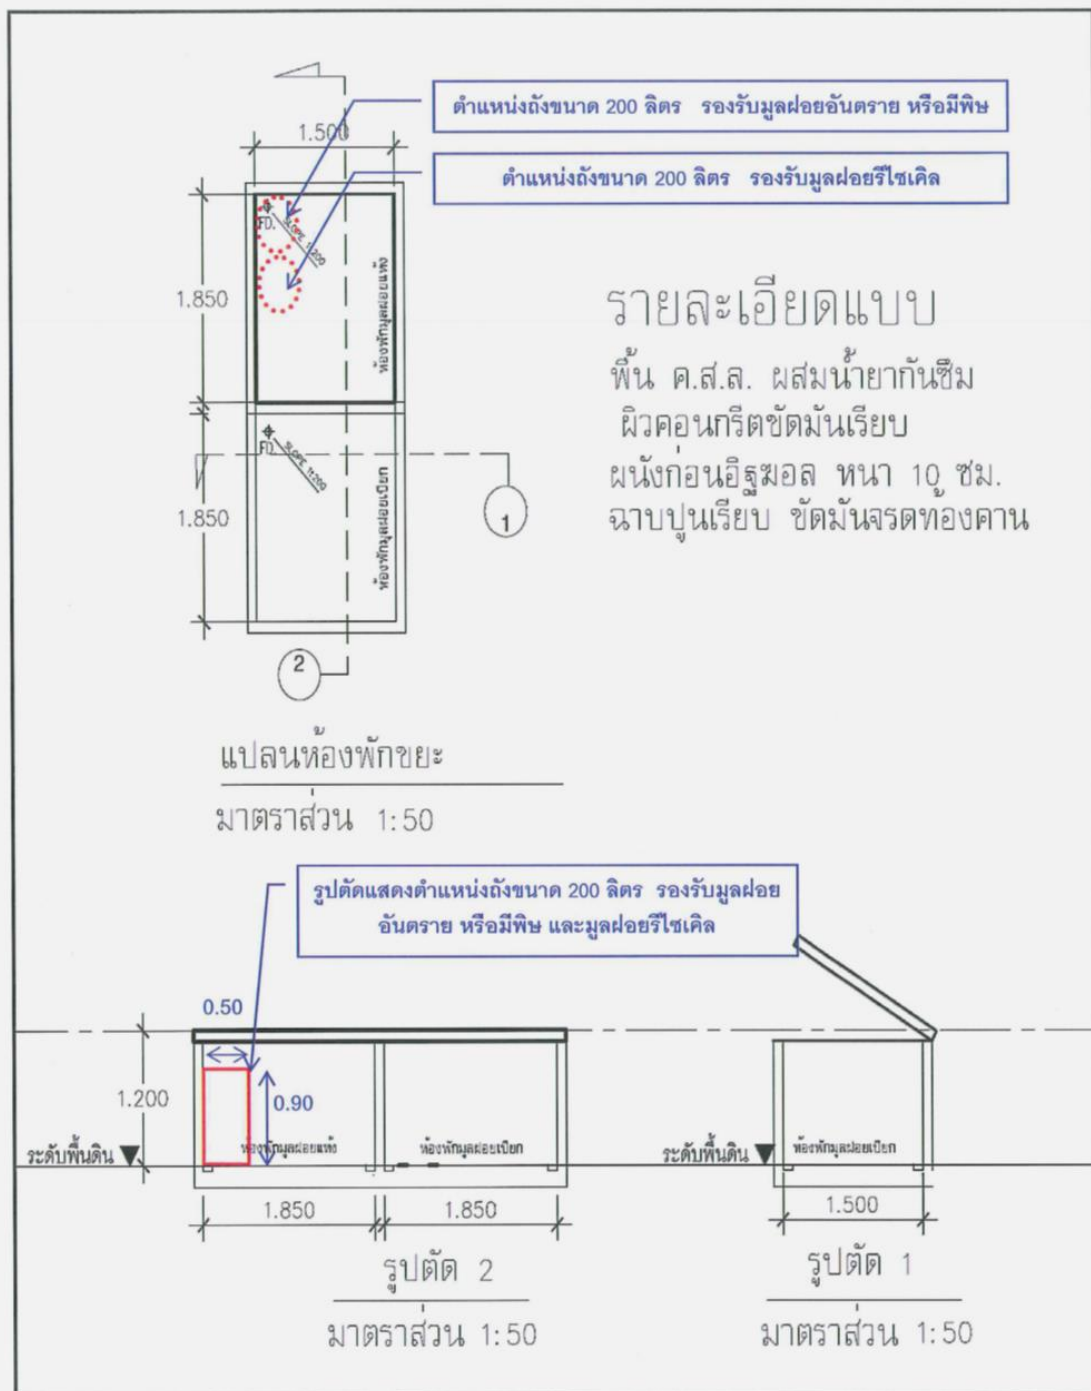 ตำแหน่งถังขนาด 200 ลิตร รองรับมูลฝอยอันตราย หรือมีพิษ
1.500
ตำแหน่งถังขนาด 200 ลิตร รองรับมูลฝอยรีไซเคิล
FD.
SLOPE 1:200
1.850
ห้องพักมูลฝอยแห้ง
รายละเอียดแบบ
พื้น ค.ส.ล. ผสมน้ำยากันซึม
ผิวคอนกรีตขัดมันเรียบ
ผนังก่อนอิฐฆอล หนา 10 ซม.
ฉาบปูนเรียบ ขัดมันจรดท้องคาน
FD.
SLOPE 1:200
1.850
ห้องพักมูลฝอยเปียก
1
2
แปลนห้องพักขยะ
มาตราส่วน 1:50
รูปตัดแสดงตำแหน่งถังขนาด 200 ลิตร รองรับมูลฝอย
อันตราย หรือมีพิษ และมูลฝอยรีไซเคิล
0.50
1.200
0.90
ระดับพื้นดิน
ห้องพักมูลฝอยแห้ง
ห้องพักมูลฝอยเปียก
ระดับพื้นดิน
ห้องพักมูลฝอยเปียก
1.850
1.850
1.500
รูปตัด 2
มาตราส่วน 1:50
รูปตัด 1
มาตราส่วน 1:50